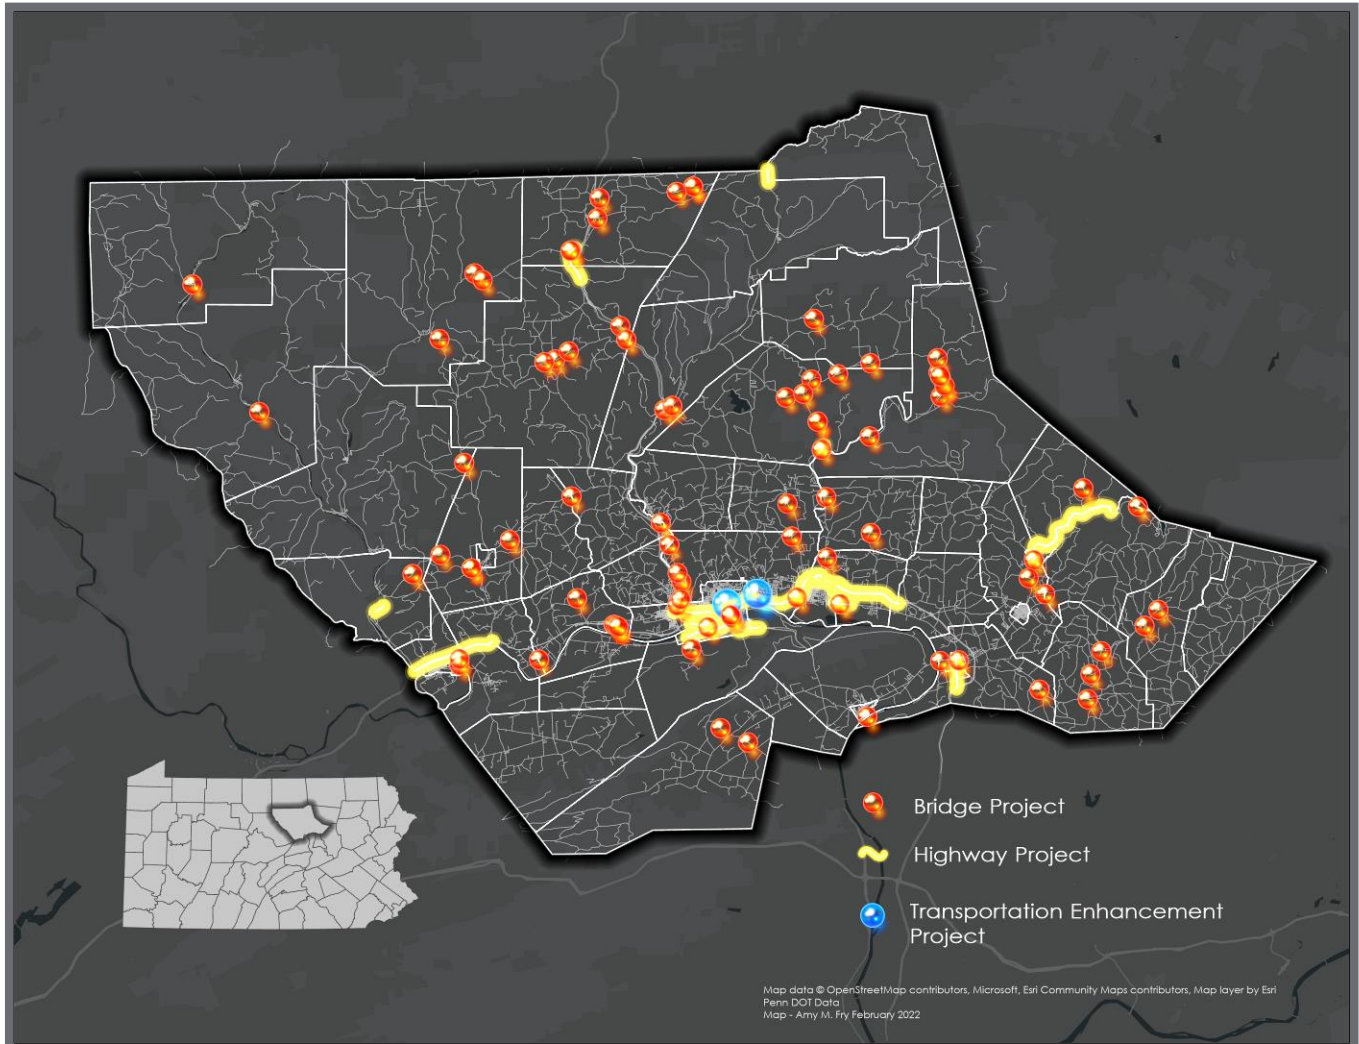 Bridge Project
Highway Project
Transportation Enhancement
Project
Map data © OpenStreetMap contributors, Microsoft, Esri Community Maps contributors, Map layer by Esri
Penn DOT Data
Map - Amy M. Fry February 2022